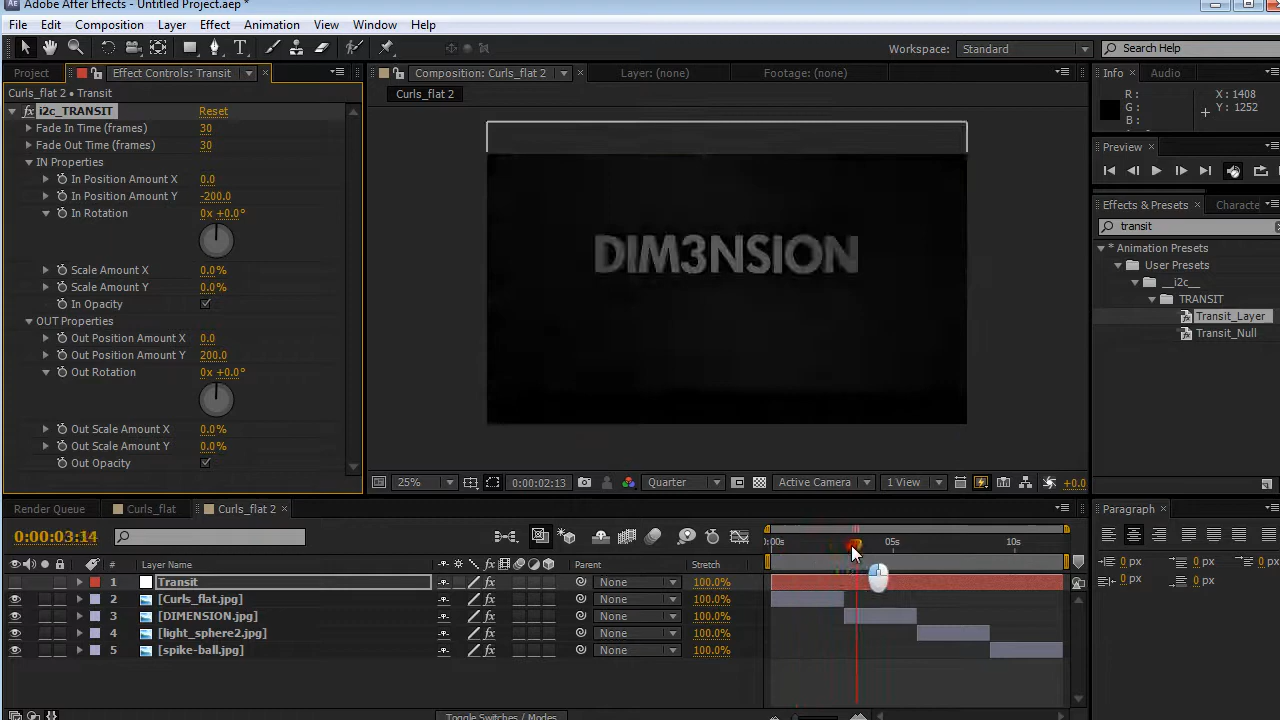 Adobe After Effects - Untitled Project.aep *
File Edit Composition Layer Effect Animation View Window Help
Workspace: Standard Search Help
Project Effect Controls: Transit Composition: Curls_flat 2 Layer: (none) Footage: (none) Info Audio
Curls_flat 2 • Transit Curls_flat 2
R : X : 1408
G : Y : 1252
B :
fx i2c_TRANSIT Reset
Fade In Time (frames) 30
Fade Out Time (frames) 30
IN Properties
In Position Amount X 0.0
In Position Amount Y -200.0
In Rotation 0x +0.0°
Scale Amount X 0.0%
Scale Amount Y 0.0%
In Opacity
OUT Properties
Out Position Amount X 0.0
Out Position Amount Y 200.0
Out Rotation 0x +0.0°
Out Scale Amount X 0.0%
Out Scale Amount Y 0.0%
Out Opacity
DIM3NSION
Preview
Effects & Presets Characte
transit
* Animation Presets
User Presets
__i2c__
TRANSIT
Transit_Layer
Transit_Null
25% 0:00:02:13 Quarter Active Camera 1 View +0.0
Render Queue Curls_flat Curls_flat 2 Paragraph
0:00:03:14 0:00s 05s 10s
# Layer Name Parent Stretch
1 Transit fx None 100.0%
2 [Curls_flat.jpg] fx None 100.0%
3 [DIMENSION.jpg] fx None 100.0%
4 [light_sphere2.jpg] fx None 100.0%
5 [spike-ball.jpg] fx None 100.0%
0 px 0 px
0 px 0 px
0 px
Toggle Switches / Modes